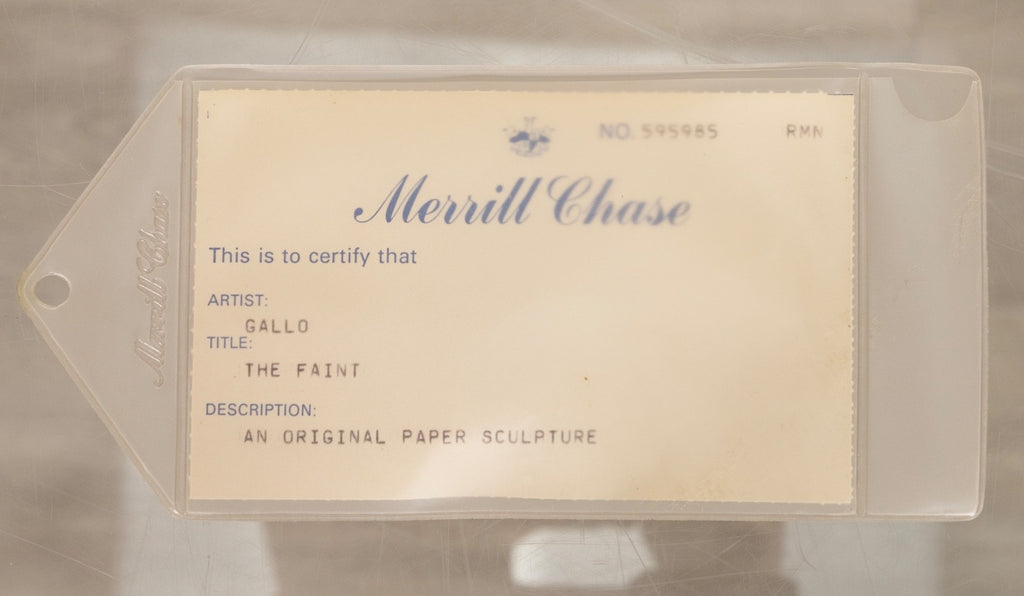 NO. 595985 RMN
Merrill Chase
Merrill Chase
This is to certify that
ARTIST:
GALLO
TITLE:
THE FAINT
DESCRIPTION:
AN ORIGINAL PAPER SCULPTURE